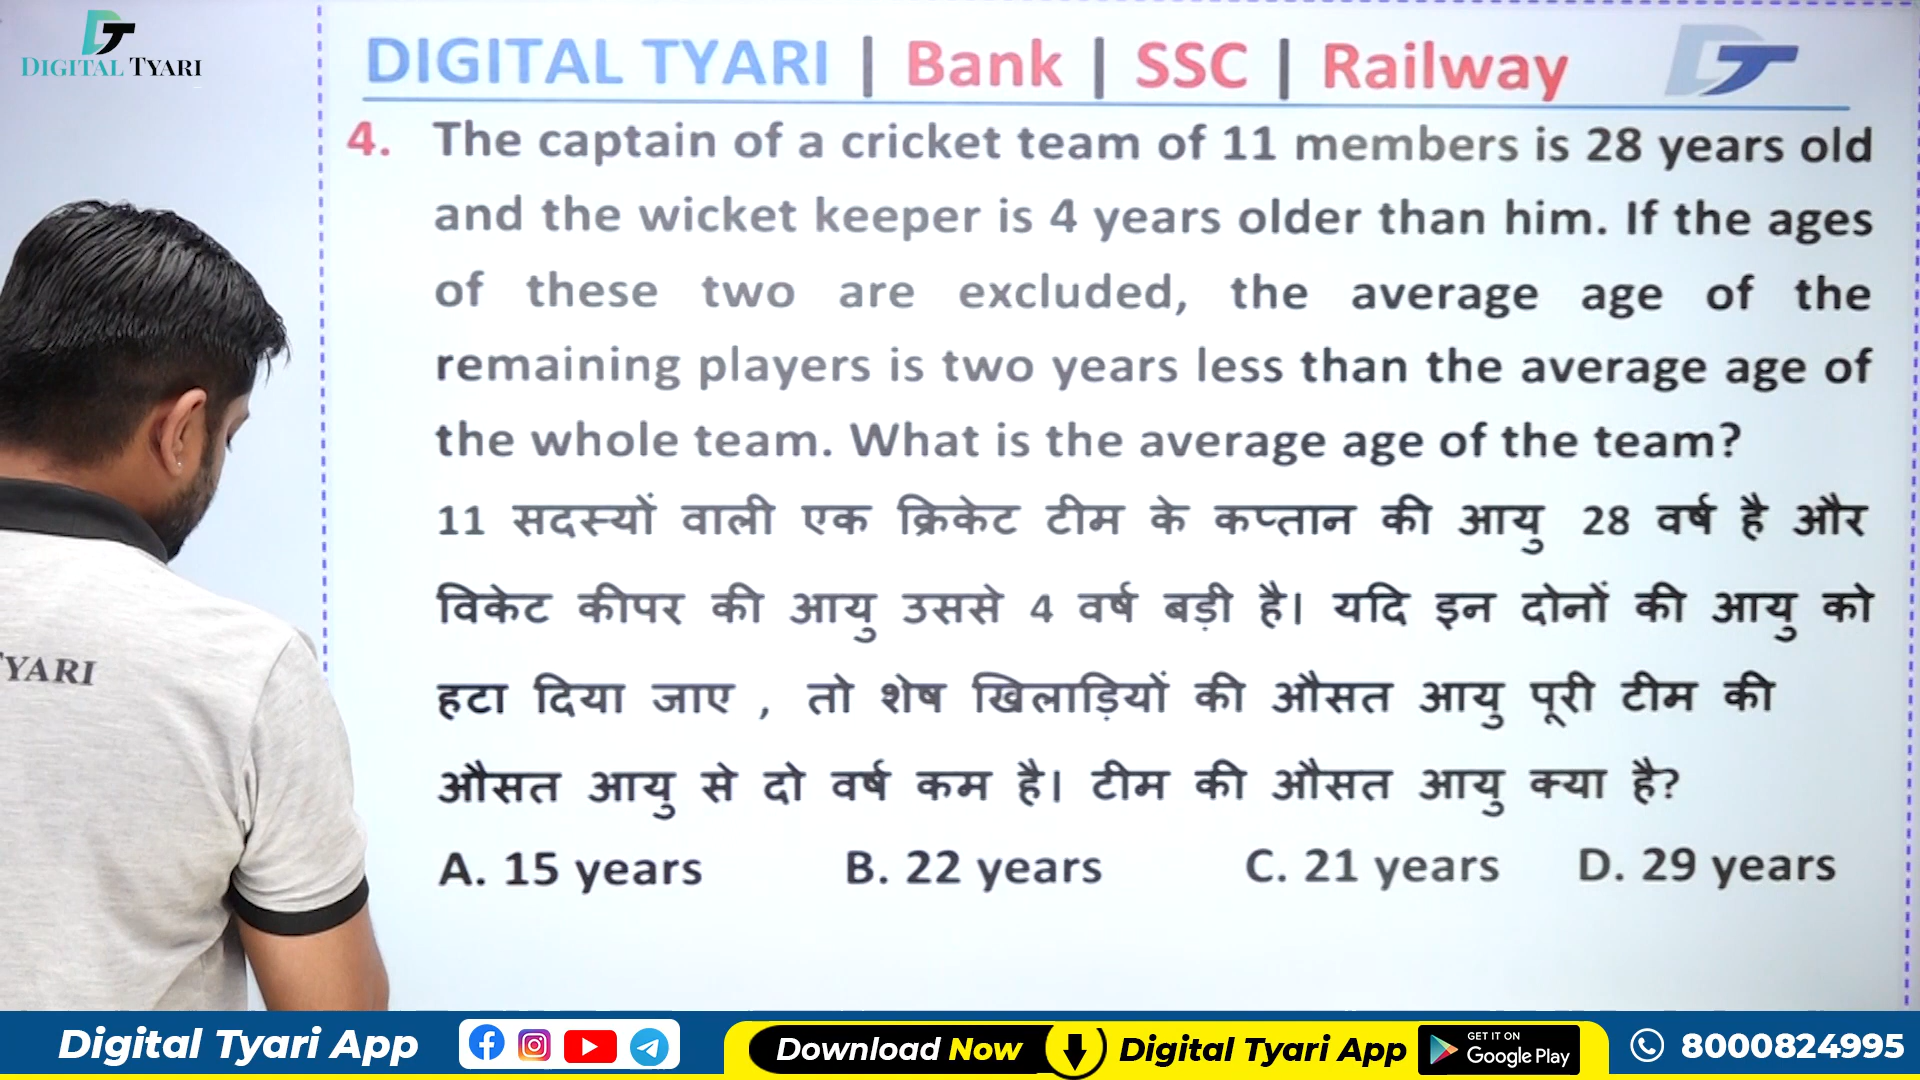 DIGITAL TYARI
DIGITAL TYARI | Bank | SSC | Railway
4. The captain of a cricket team of 11 members is 28 years old
and the wicket keeper is 4 years older than him. If the ages
of these two are excluded, the average age of the
remaining players is two years less than the average age of
the whole team. What is the average age of the team?
11 सदस्यों वाली एक क्रिकेट टीम के कप्तान की आयु 28 वर्ष है और
विकेट कीपर की आयु उससे 4 वर्ष बड़ी है। यदि इन दोनों की आयु को
हटा दिया जाए , तो शेष खिलाड़ियों की औसत आयु पूरी टीम की
औसत आयु से दो वर्ष कम है। टीम की औसत आयु क्या है?
A. 15 years B. 22 years C. 21 years D. 29 years
TYARI
Digital Tyari App Download Now Digital Tyari App GET IT ON Google Play 8000824995